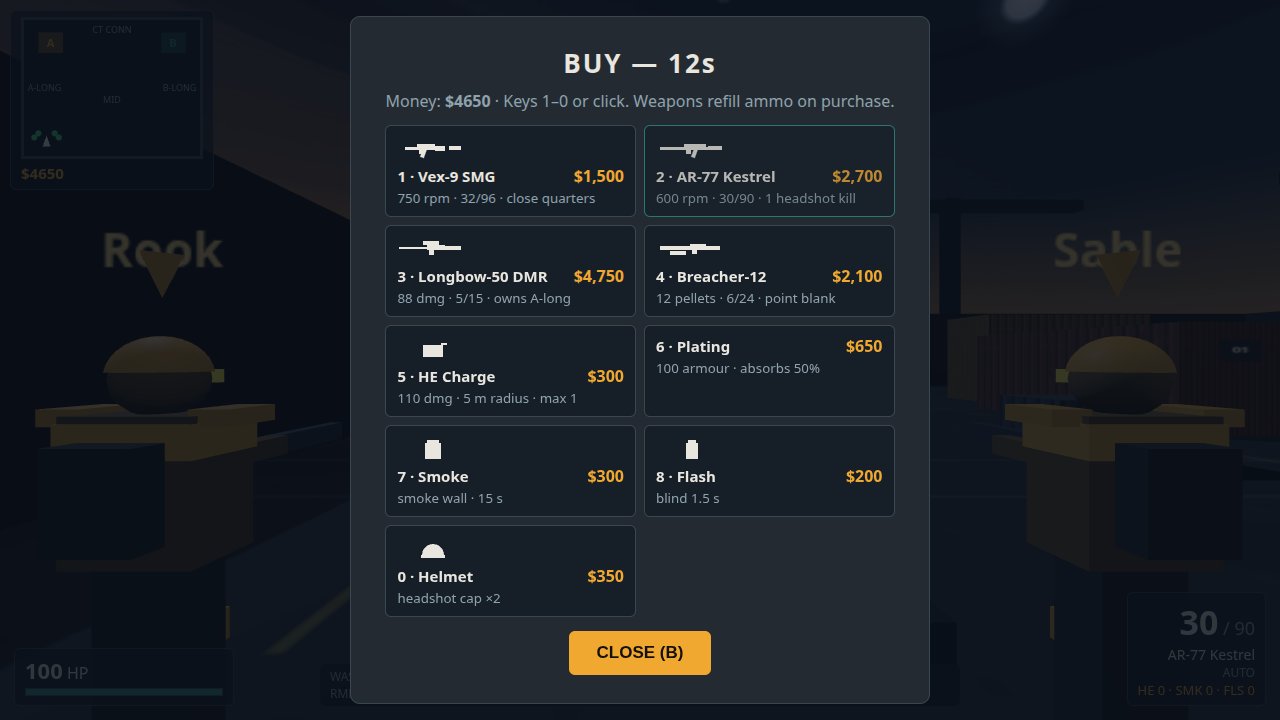 CT CONN
A
B
A-LONG
B-LONG
MID
$4650
Rook
Sable
BUY — 12s
Money: $4650 · Keys 1–0 or click. Weapons refill ammo on purchase.
1 · Vex-9 SMG $1,500
750 rpm · 32/96 · close quarters
2 · AR-77 Kestrel $2,700
600 rpm · 30/90 · 1 headshot kill
3 · Longbow-50 DMR $4,750
88 dmg · 5/15 · owns A-long
4 · Breacher-12 $2,100
12 pellets · 6/24 · point blank
5 · HE Charge $300
110 dmg · 5 m radius · max 1
6 · Plating $650
100 armour · absorbs 50%
7 · Smoke $300
smoke wall · 15 s
8 · Flash $200
blind 1.5 s
0 · Helmet $350
headshot cap ×2
CLOSE (B)
100 HP
30 / 90
AR-77 Kestrel
AUTO
HE 0 · SMK 0 · FLS 0